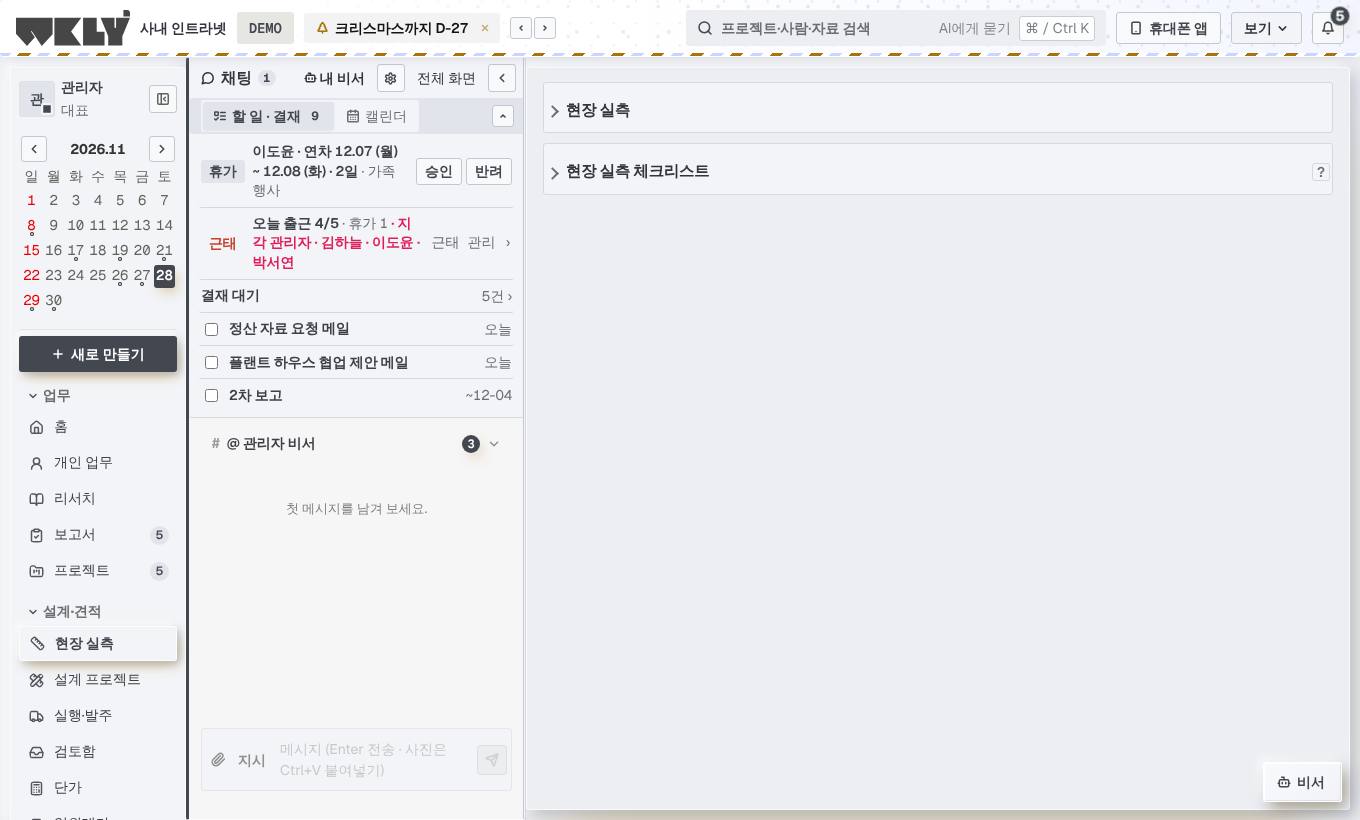 WKLY 사내 인트라넷 DEMO 크리스마스까지 D-27 × ‹ › 프로젝트·사람·자료 검색 AI에게 묻기 ⌘ / Ctrl K 휴대폰 앱 보기 5
관 관리자
대표
2026.11
일 월 화 수 목 금 토
1 2 3 4 5 6 7
8 9 10 11 12 13 14
15 16 17 18 19 20 21
22 23 24 25 26 27 28
29 30
+ 새로 만들기
업무
홈
개인 업무
리서치
보고서 5
프로젝트 5
설계·견적
현장 실측
설계 프로젝트
실행·발주
검토함
단가
채팅 1 내 비서 전체 화면
할 일 · 결재 9 캘린더
휴가 이도윤 · 연차 12.07 (월)
~ 12.08 (화) · 2일 · 가족
행사 승인 반려
근태 오늘 출근 4/5 · 휴가 1 · 지
각 관리자 · 김하늘 · 이도윤 ·
박서연 근태 관리 ›
결재 대기 5건 ›
정산 자료 요청 메일 오늘
플랜트 하우스 협업 제안 메일 오늘
2차 보고 ~12-04
# @ 관리자 비서 3
첫 메시지를 남겨 보세요.
지시 메시지 (Enter 전송 · 사진은
Ctrl+V 붙여넣기)
현장 실측
현장 실측 체크리스트 ?
비서